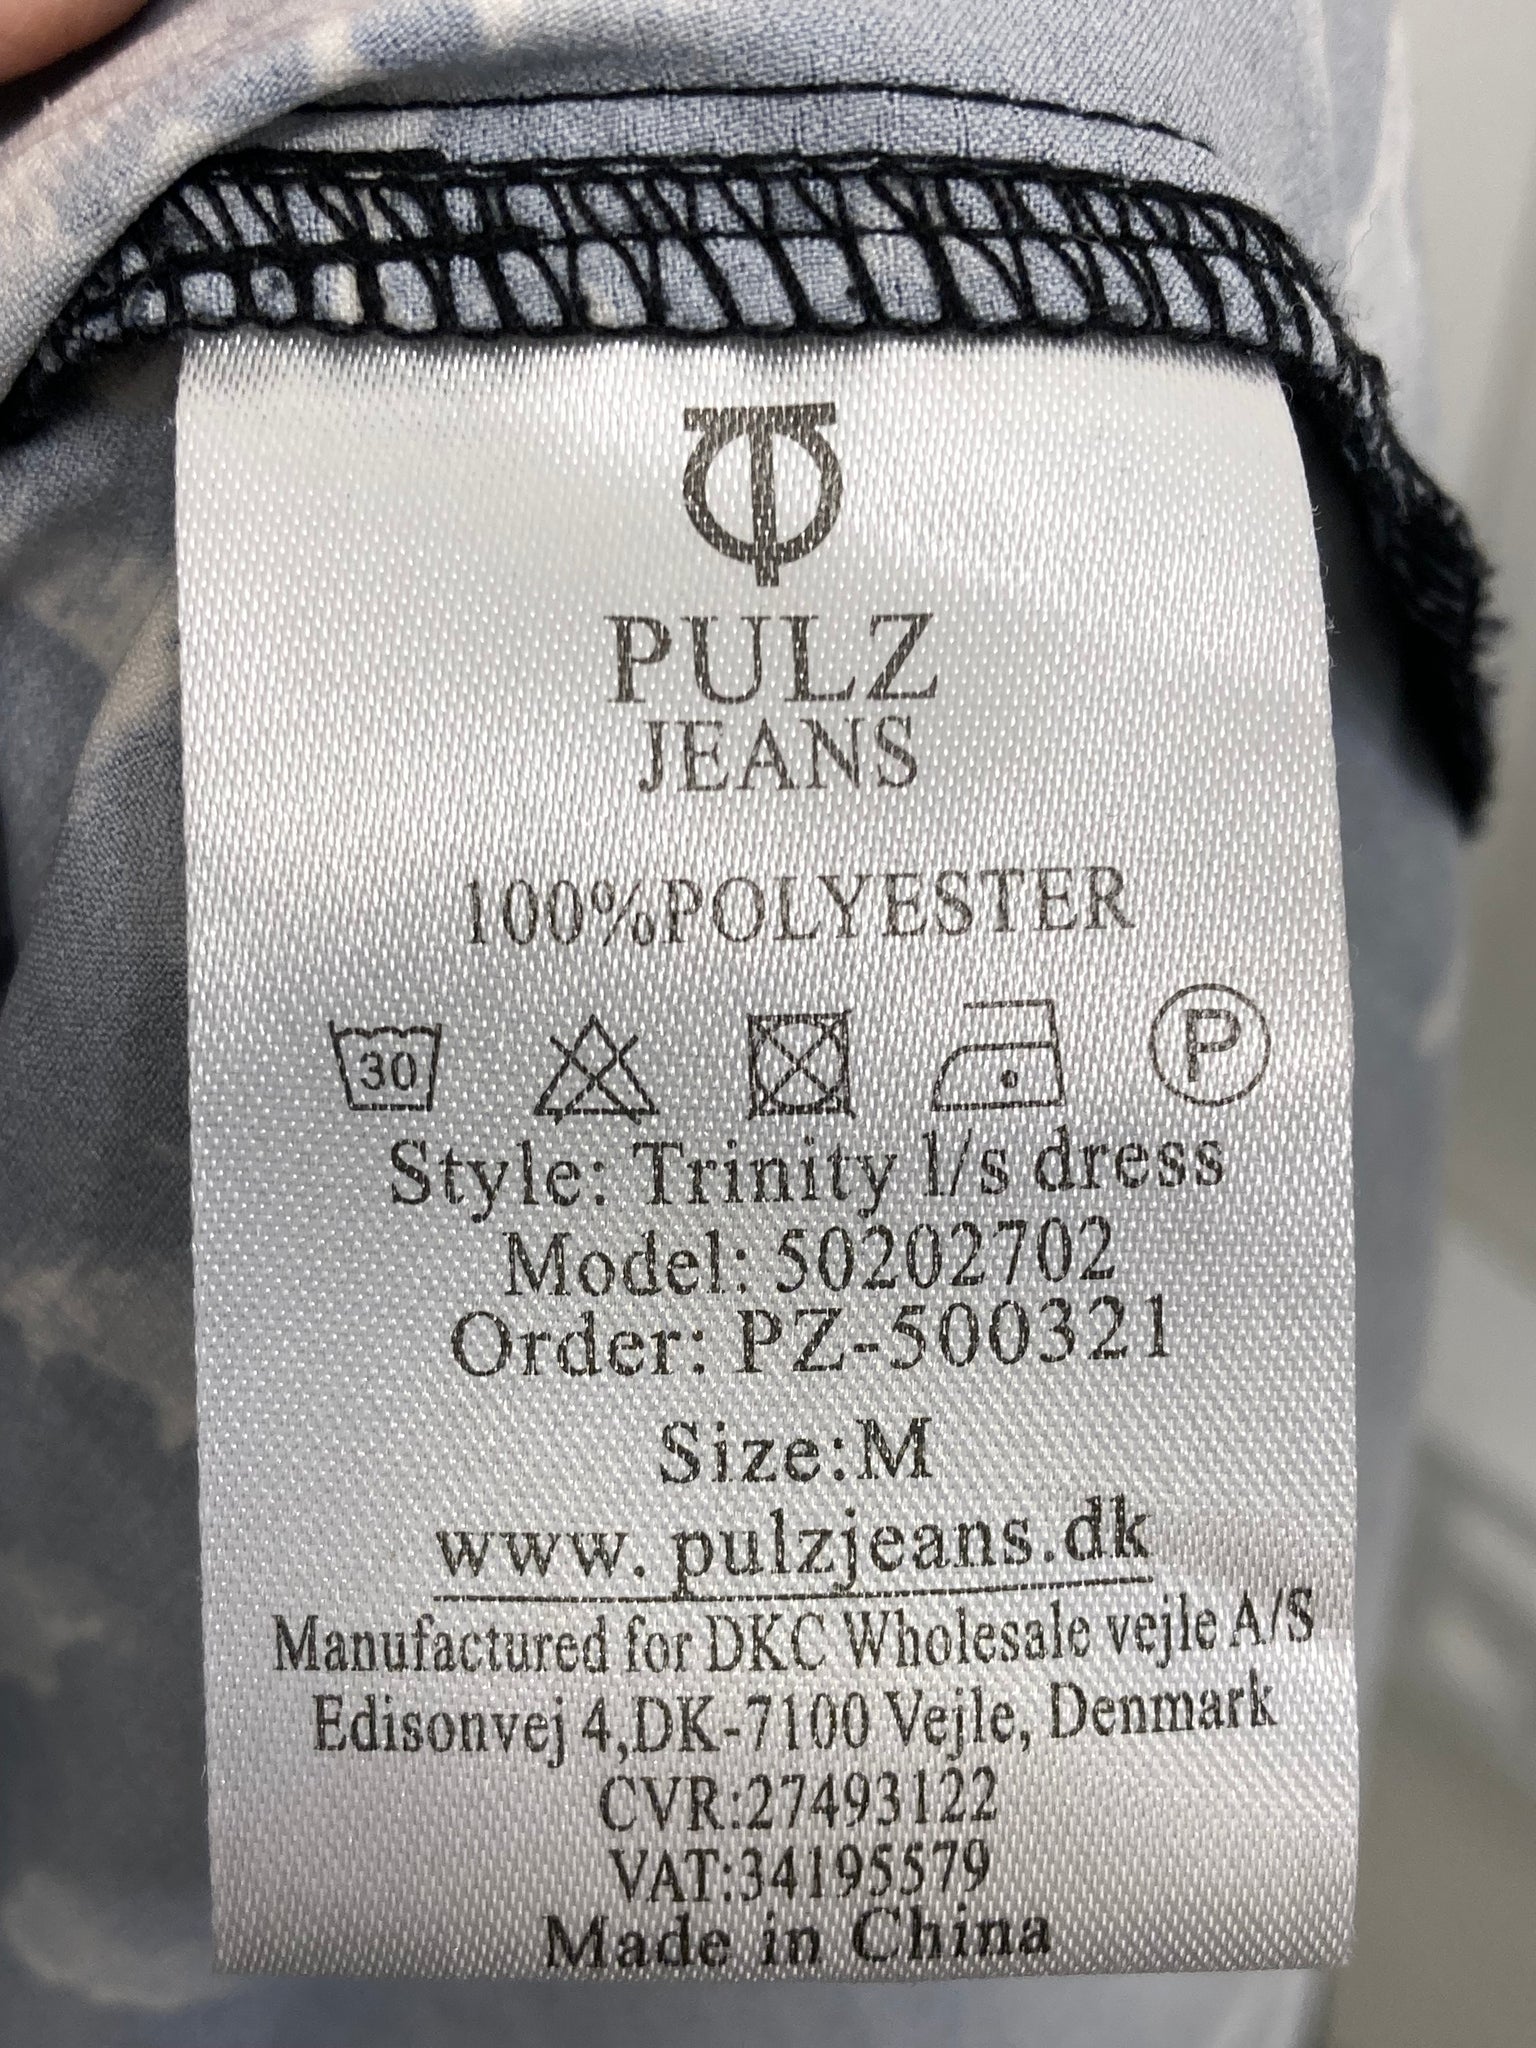 PULZ
JEANS
100%POLYESTER
30 P
Style: Trinity l/s dress
Model: 50202702
Order: PZ-500321
Size:M
www.pulzjeans.dk
Manufactured for DKC Wholesale vejle A/S
Edisonvej 4,DK-7100 Vejle, Denmark
CVR:27493122
VAT:34195579
Made in China